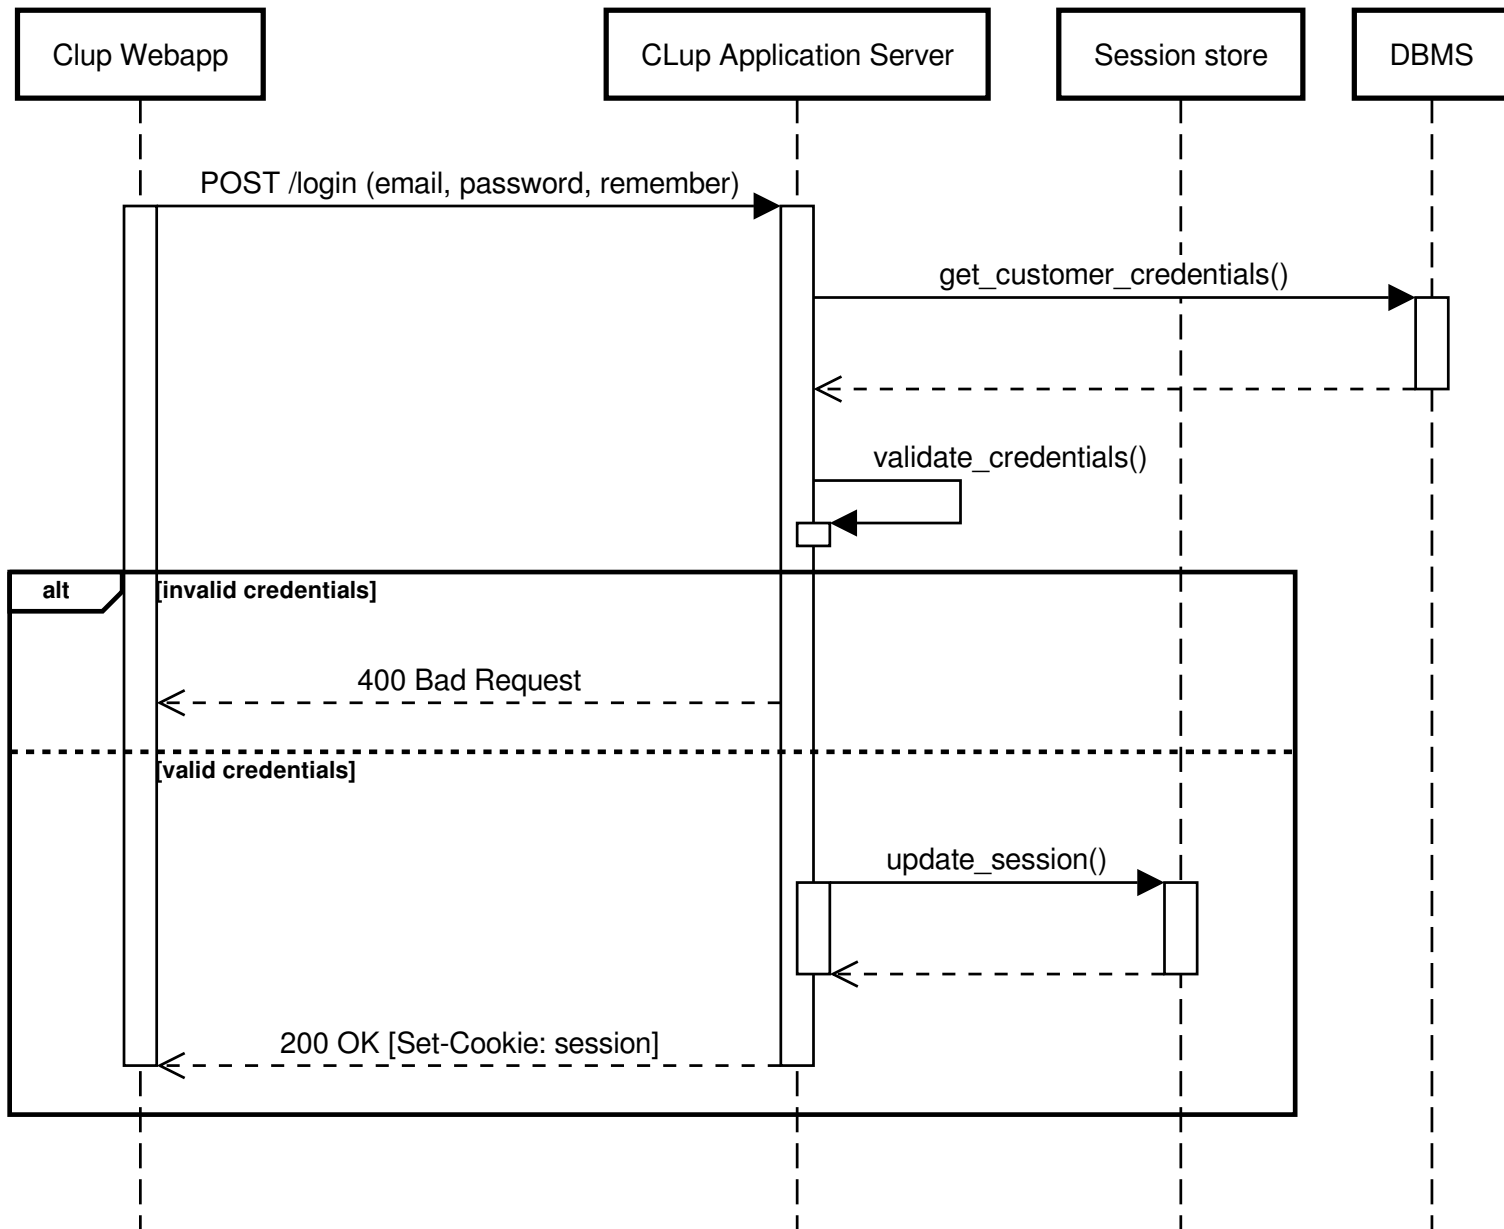 Clup Webapp
CLup Application Server
Session store
DBMS
POST /login (email, password, remember)
get_customer_credentials()
validate_credentials()
alt
[invalid credentials]
400 Bad Request
[valid credentials]
update_session()
200 OK [Set-Cookie: session]